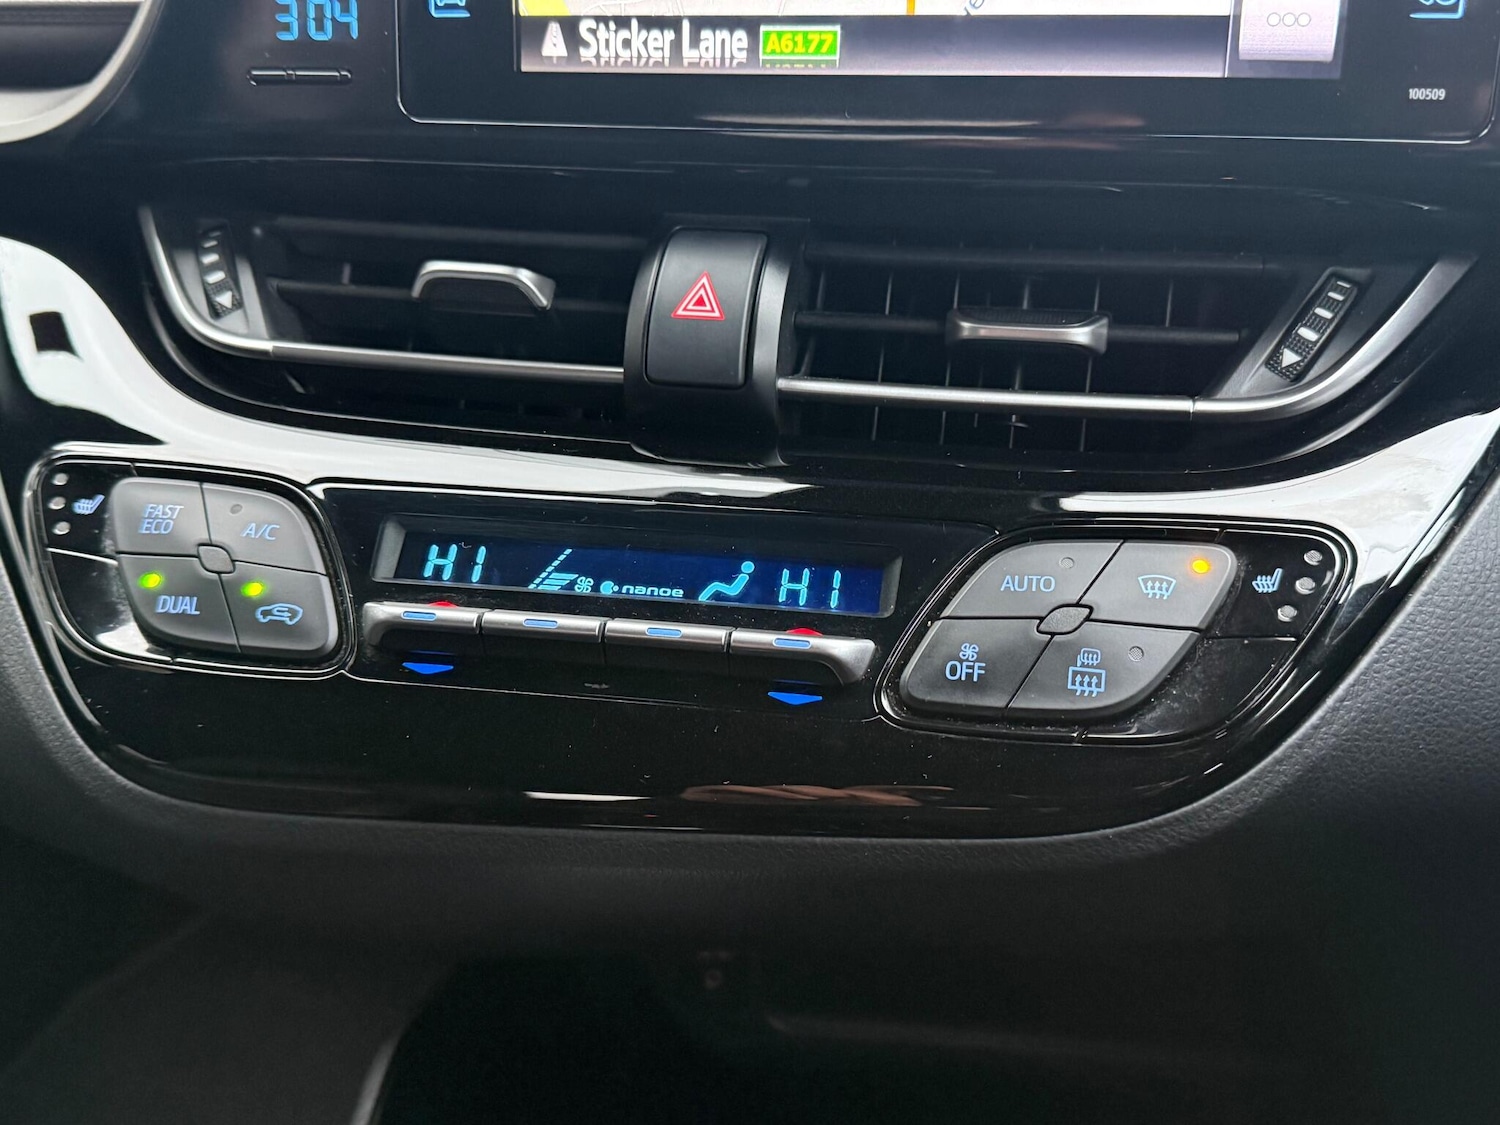 304
Sticker Lane A6177
100509
FAST
ECO
A/C
DUAL
HI
nanoe
HI
AUTO
OFF